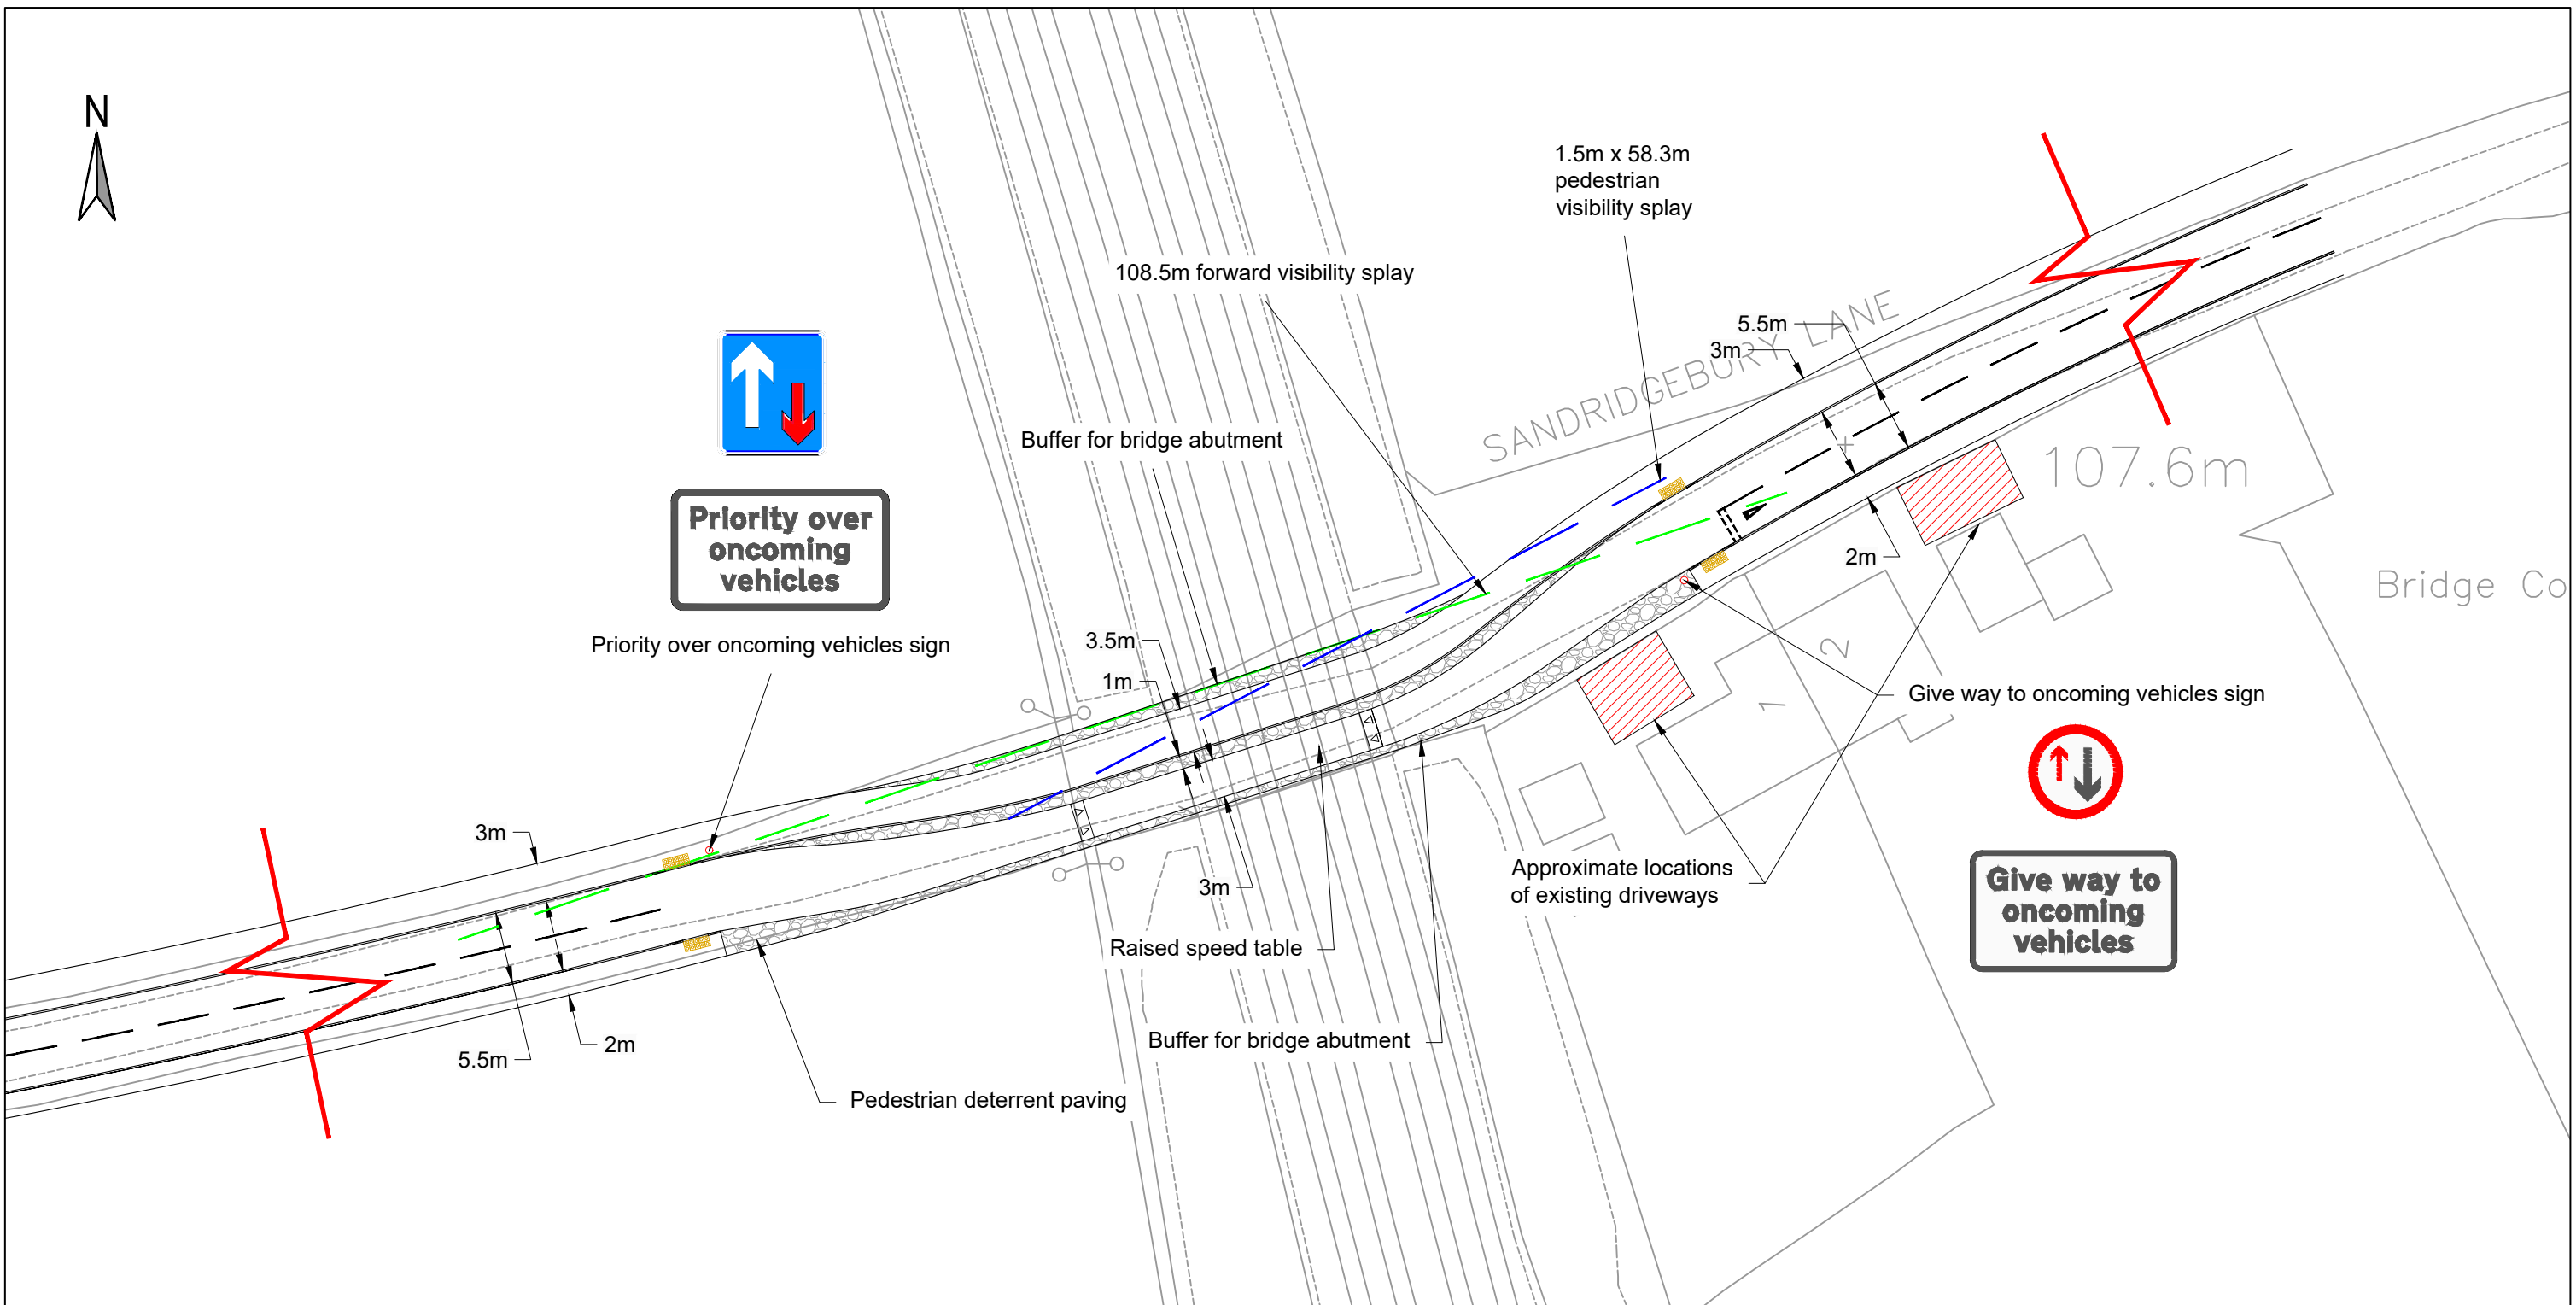 N
1.5m x 58.3m
pedestrian
visibility splay
108.5m forward visibility splay
5.5m
3m
SANDRIDGEBURY LANE
Buffer for bridge abutment
107.6m
Priority over
oncoming
vehicles
2m
Bridge Co
3.5m
Priority over oncoming vehicles sign
1m
2
1
Give way to oncoming vehicles sign
3m
3m
Approximate locations
of existing driveways
Give way to
oncoming
vehicles
Raised speed table
Buffer for bridge abutment
2m
5.5m
Pedestrian deterrent paving